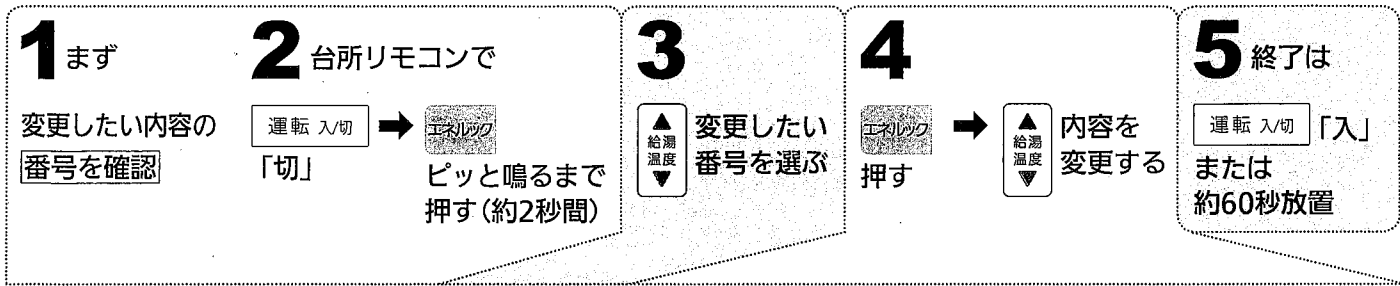 1 まず
変更したい内容の
番号を確認
2 台所リモコンで
運転 入/切 ➡ エネルック
「切」
ピッと鳴るまで
押す(約2秒間)
3
▲
給湯
温度
▼
変更したい
番号を選ぶ
4
エネルック ➡
押す
▲
給湯
温度
▼
内容を
変更する
5 終了は
運転 入/切 「入」
または
約60秒放置